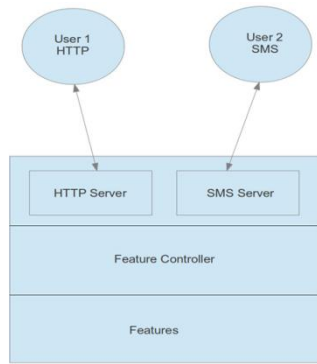 User 1
HTTP
User 2
SMS
HTTP Server
SMS Server
Feature Controller
Features